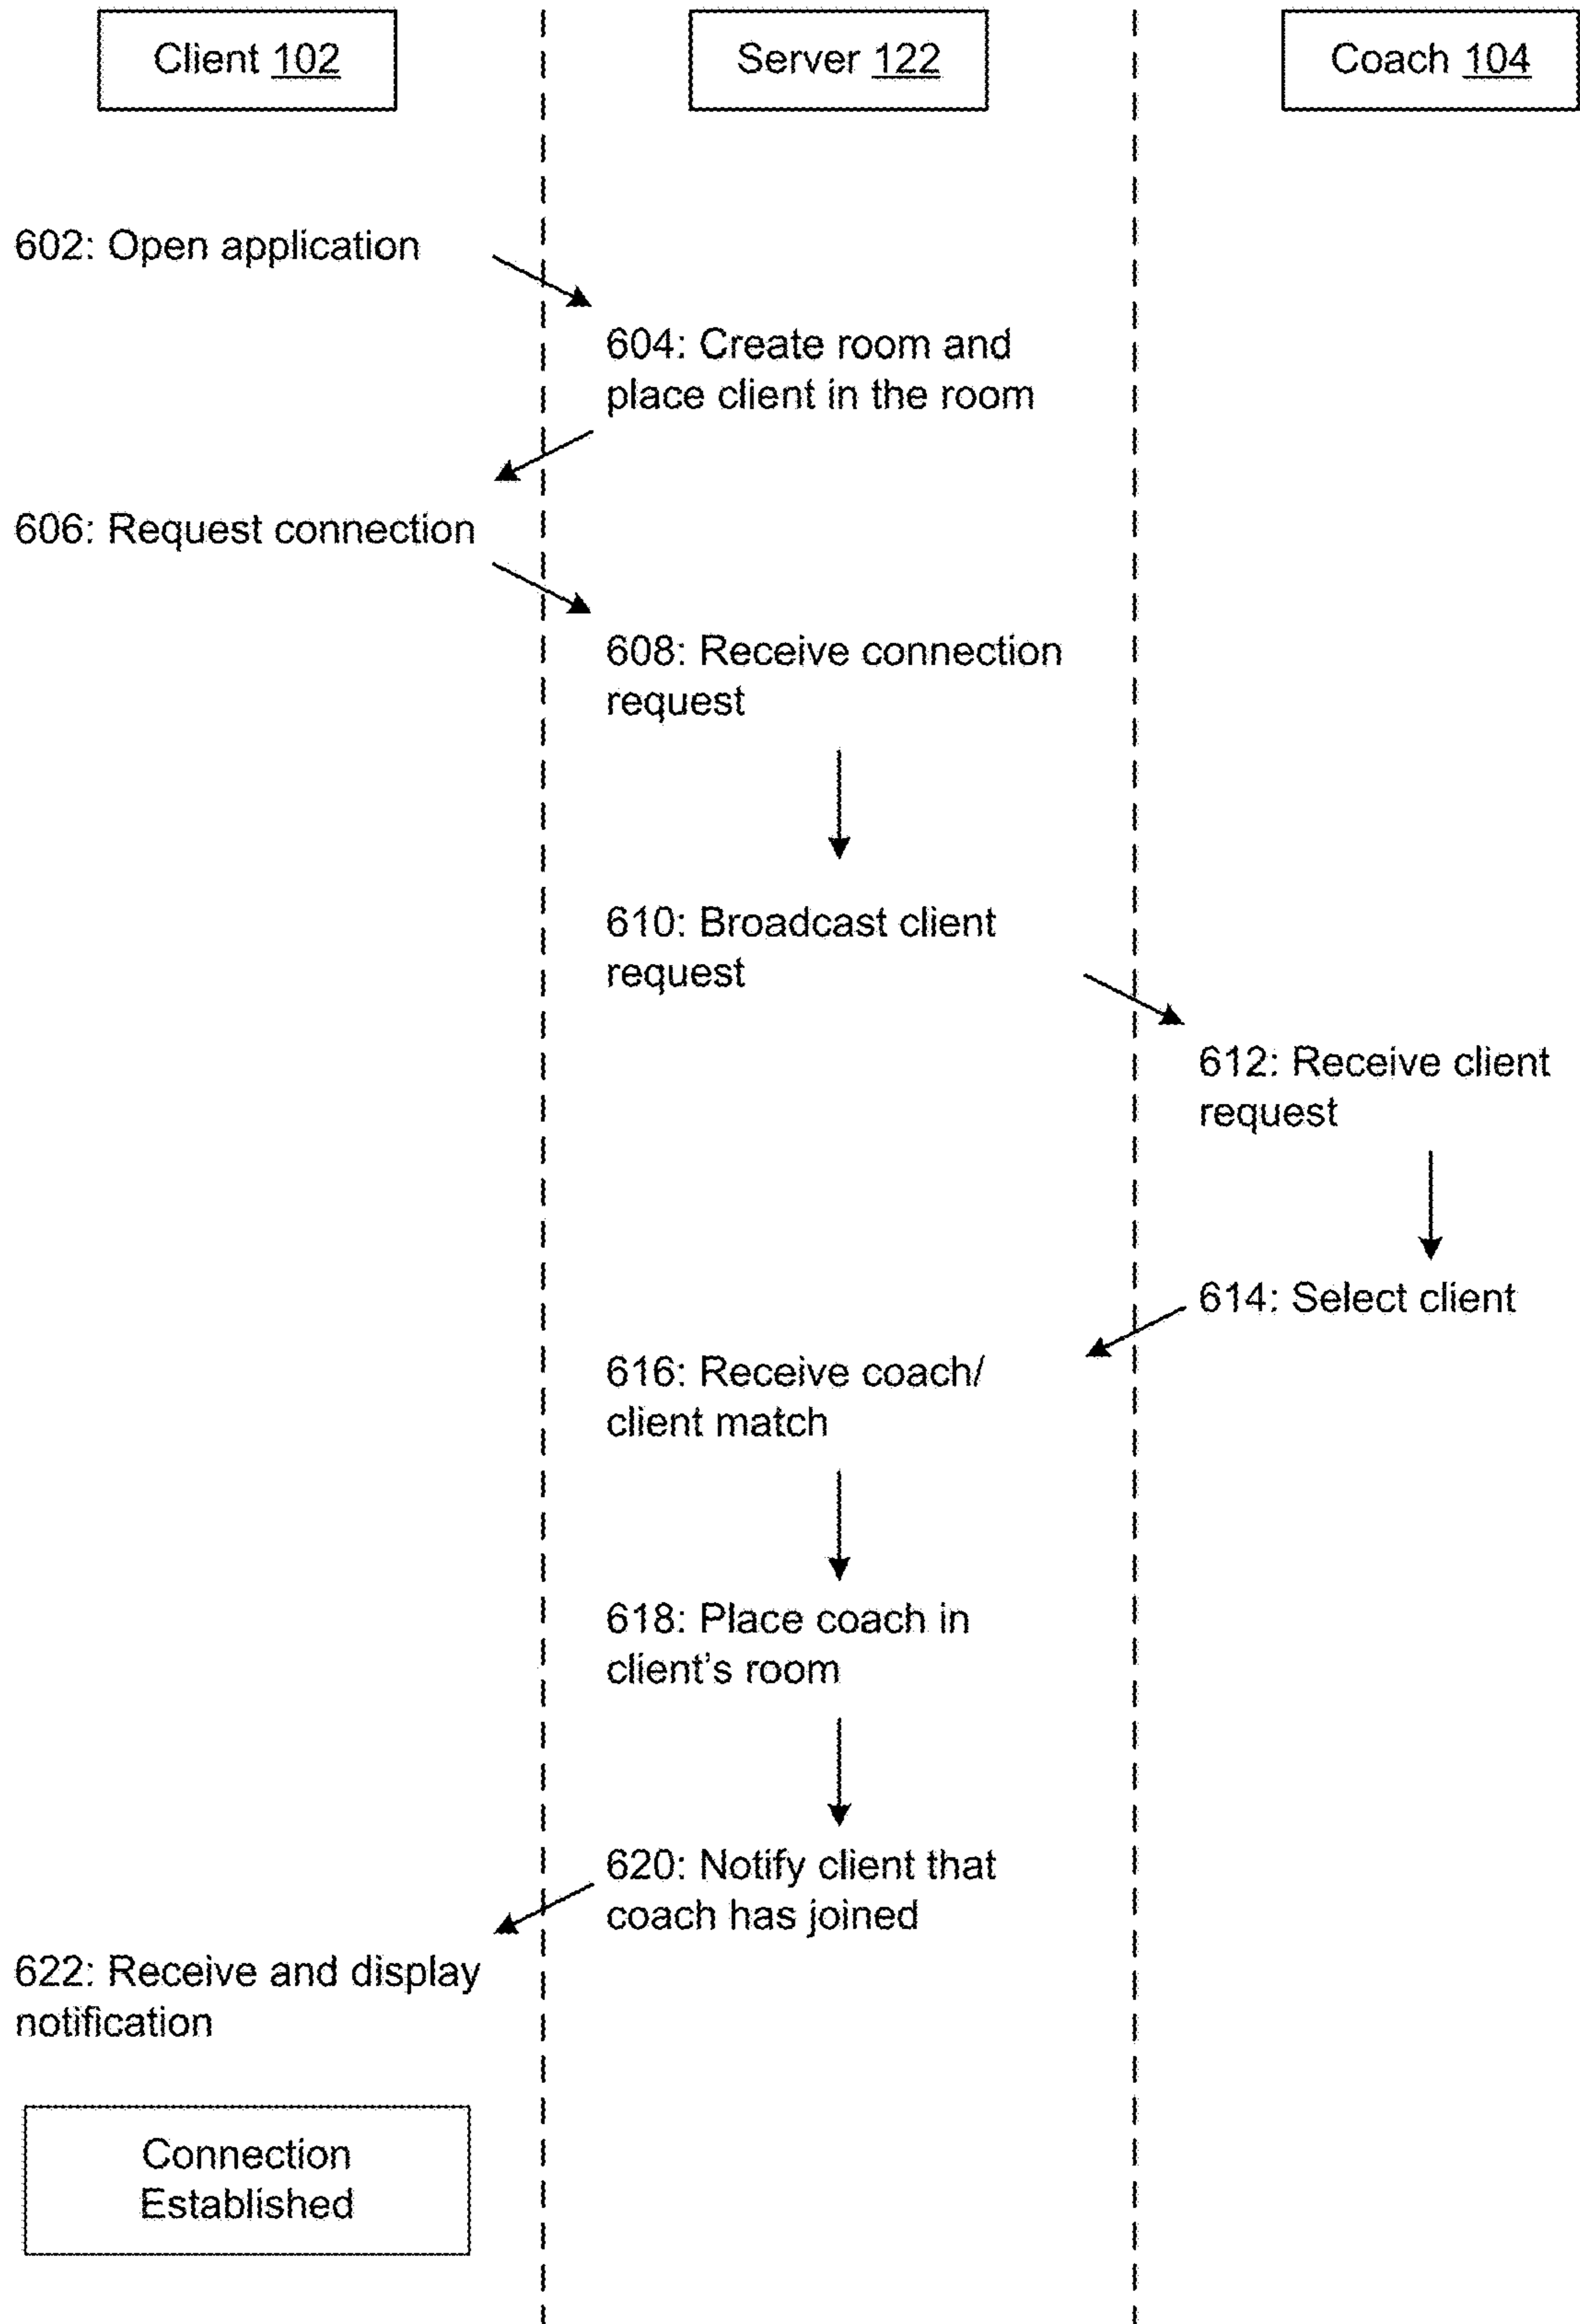 Client 102
Server 122
Coach 104
602: Open application
604: Create room and
place client in the room
606: Request connection
608: Receive connection
request
610: Broadcast client
request
612: Receive client
request
614: Select client
616: Receive coach/
client match
618: Place coach in
client's room
620: Notify client that
coach has joined
622: Receive and display
notification
Connection
Established